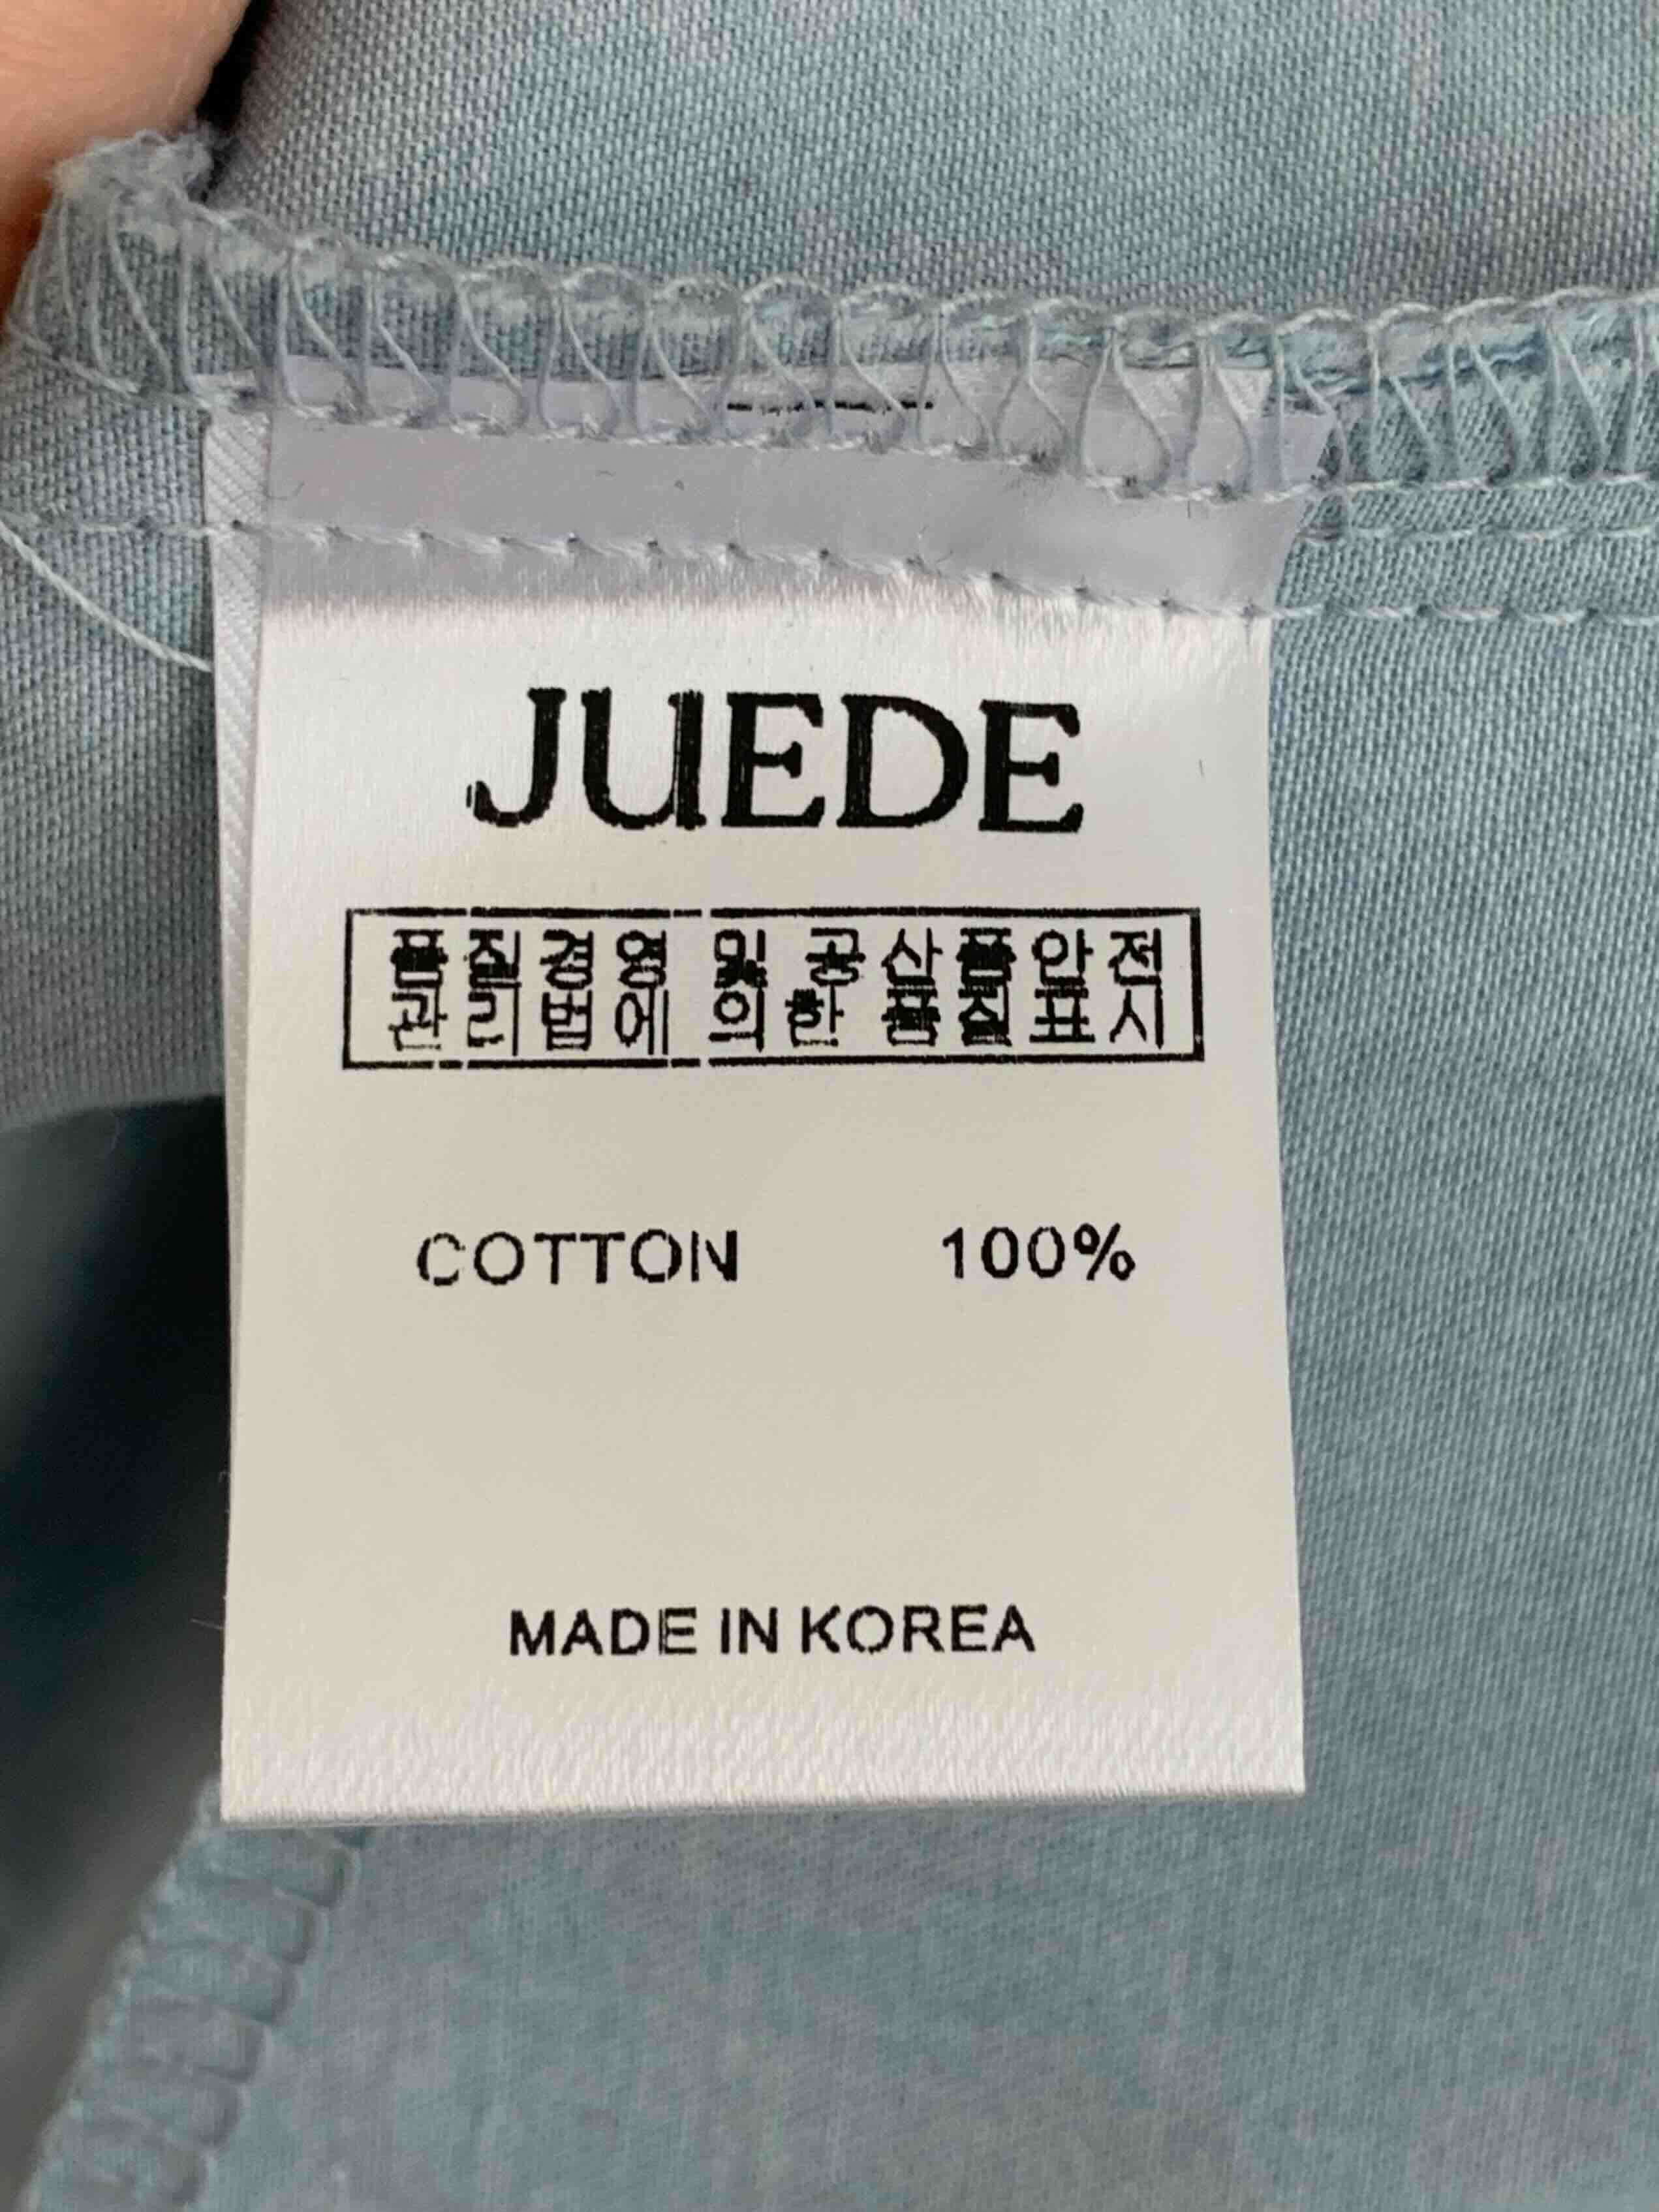 JUEDE
품질경영 및 공산품안전
관리법에 의한 품질표시
COTTON 100%
MADE IN KOREA